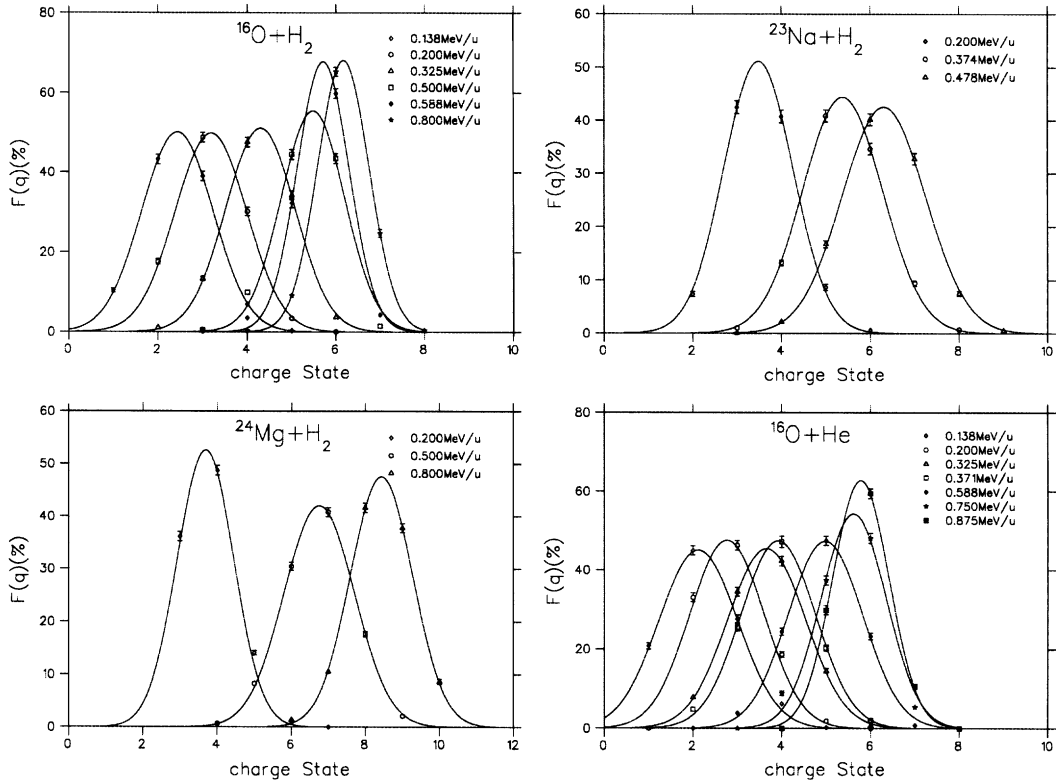 ¹⁶O+H₂
0.138MeV/u
0.200MeV/u
0.325MeV/u
0.500MeV/u
0.588MeV/u
0.800MeV/u
80
60
40
20
0
F(q)(%)
0 2 4 6 8 10
charge State
²³Na+H₂
0.200MeV/u
0.374MeV/u
0.478MeV/u
60
50
40
30
20
10
0
F(q)(%)
0 2 4 6 8 10
charge State
²⁴Mg+H₂
0.200MeV/u
0.500MeV/u
0.800MeV/u
60
50
40
30
20
10
0
F(q)(%)
0 2 4 6 8 10 12
charge State
¹⁶O+He
0.138MeV/u
0.200MeV/u
0.325MeV/u
0.371MeV/u
0.588MeV/u
0.750MeV/u
0.875MeV/u
80
60
40
20
0
F(q)(%)
0 2 4 6 8 10
charge State